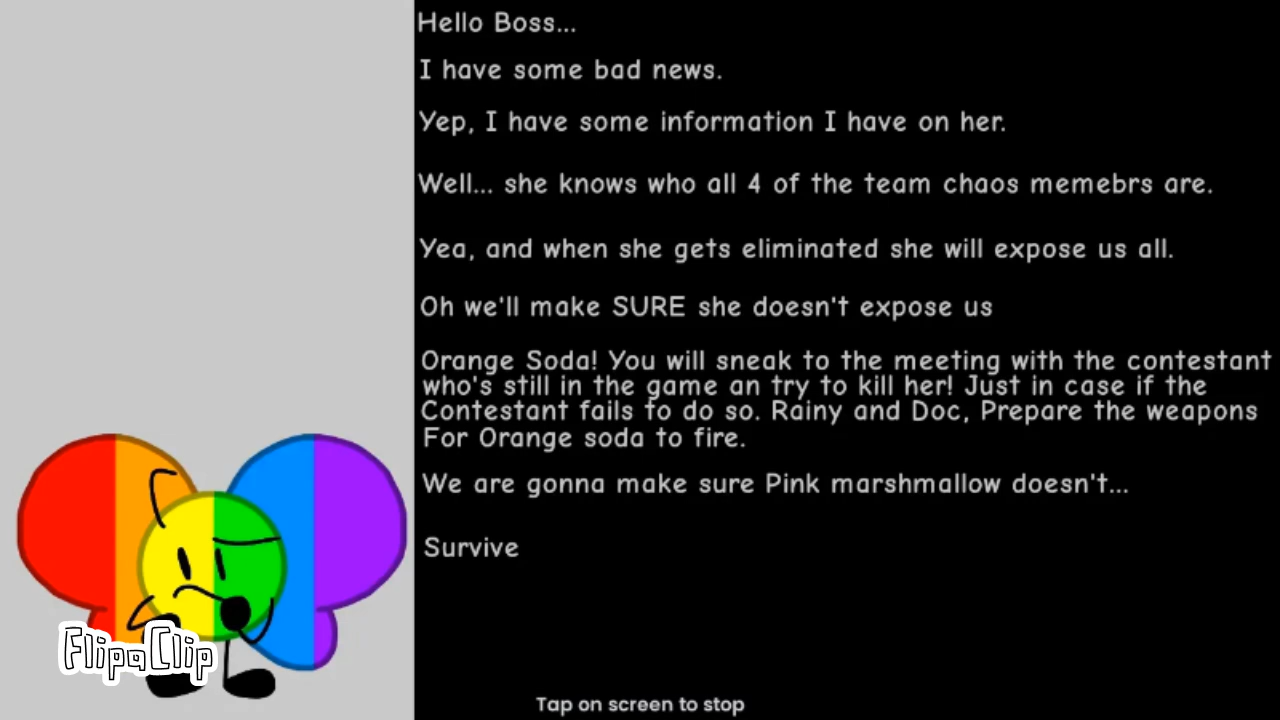 Hello Boss...
I have some bad news.
Yep, I have some information I have on her.
Well... she knows who all 4 of the team chaos memebrs are.
Yea, and when she gets eliminated she will expose us all.
Oh we'll make SURE she doesn't expose us
Orange Soda! You will sneak to the meeting with the contestant
who's still in the game an try to kill her! Just in case if the
Contestant fails to do so. Rainy and Doc, Prepare the weapons
For Orange soda to fire.
We are gonna make sure Pink marshmallow doesn't...
Survive
FlipaClip
Tap on screen to stop